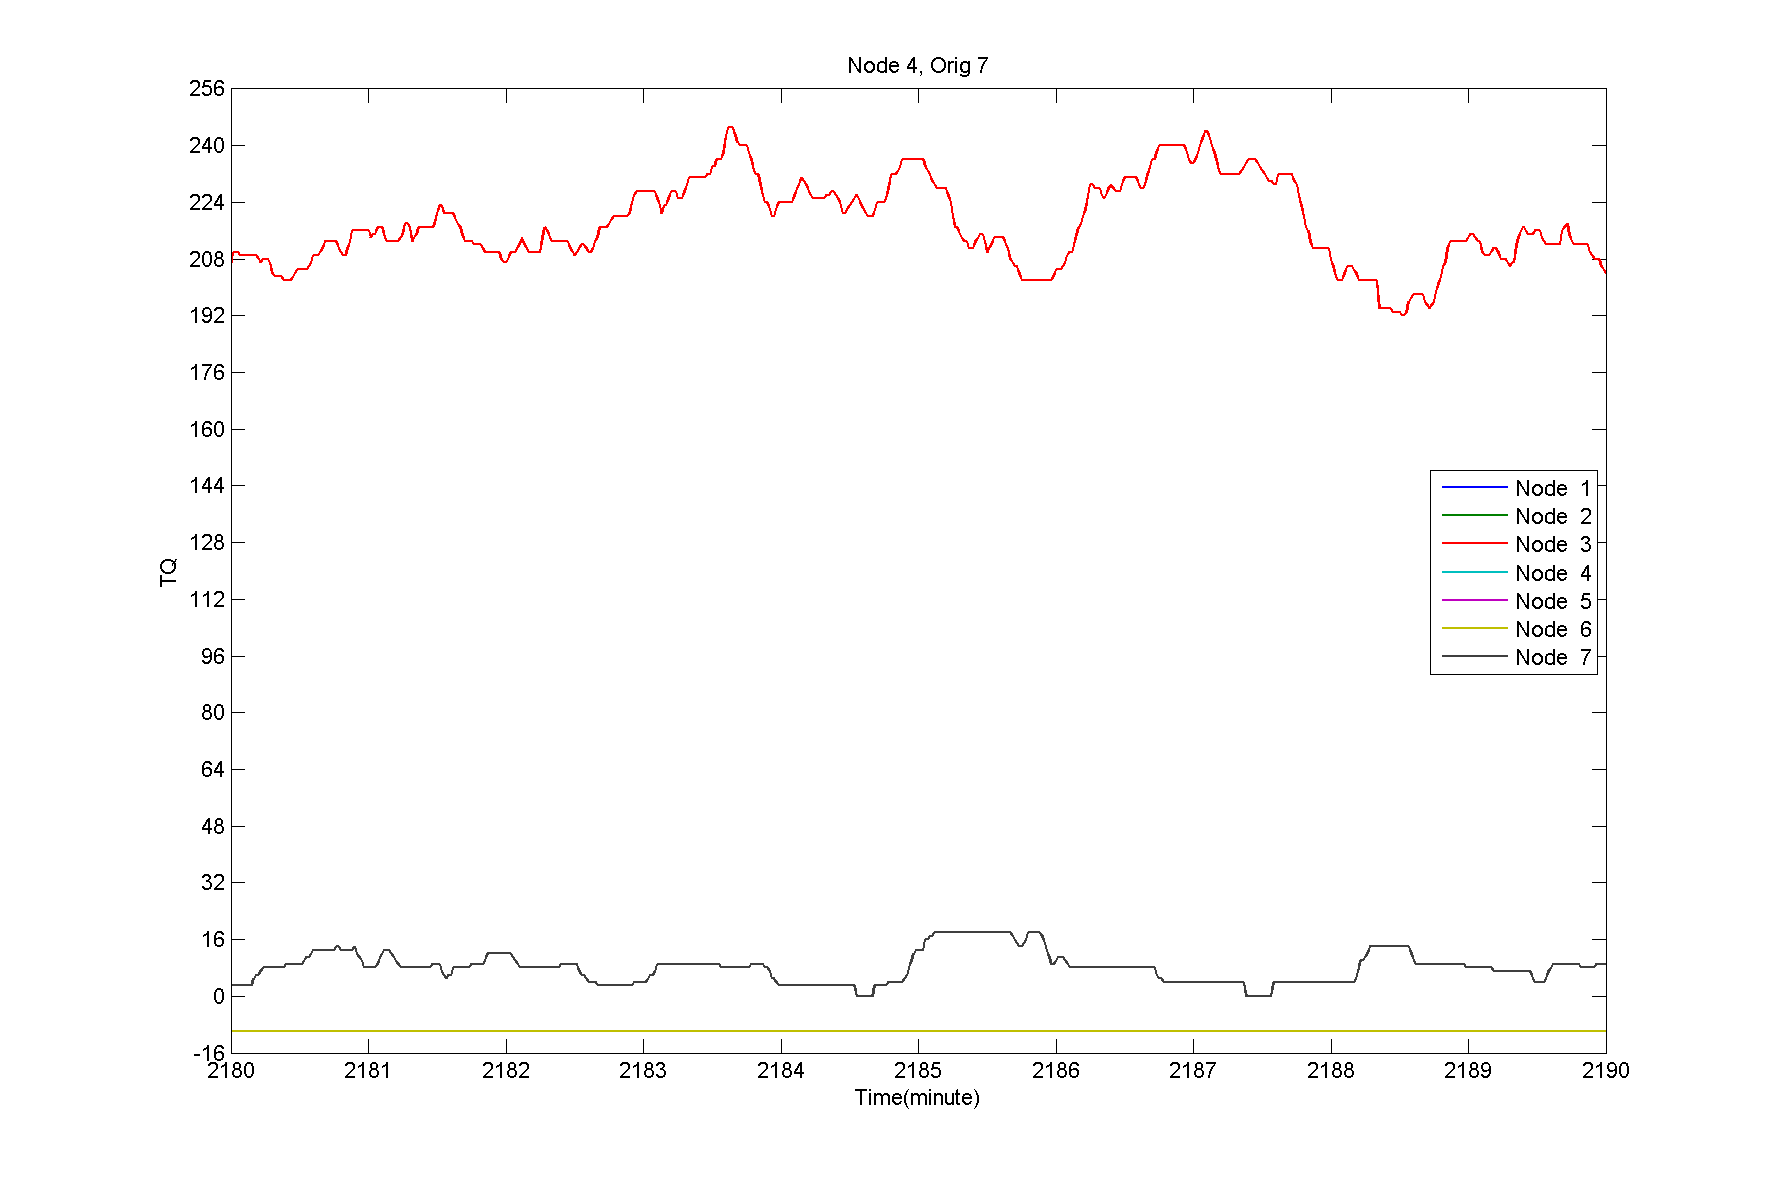 Node 4, Orig 7
256
240
224
208
192
176
160
144
128
112
96
80
64
48
32
16
0
-16
TQ
Node 1
Node 2
Node 3
Node 4
Node 5
Node 6
Node 7
2180 2181 2182 2183 2184 2185 2186 2187 2188 2189 2190
Time(minute)